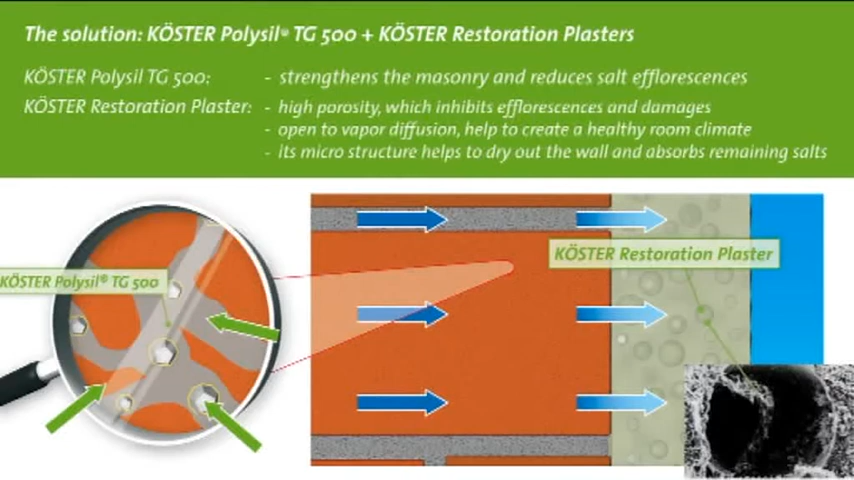 The solution: KÖSTER Polysil® TG 500 + KÖSTER Restoration Plasters
KÖSTER Polysil TG 500: - strengthens the masonry and reduces salt efflorescences
KÖSTER Restoration Plaster: - high porosity, which inhibits efflorescences and damages
- open to vapor diffusion, help to create a healthy room climate
- its micro structure helps to dry out the wall and absorbs remaining salts
KÖSTER Restoration Plaster
KÖSTER Polysil® TG 500